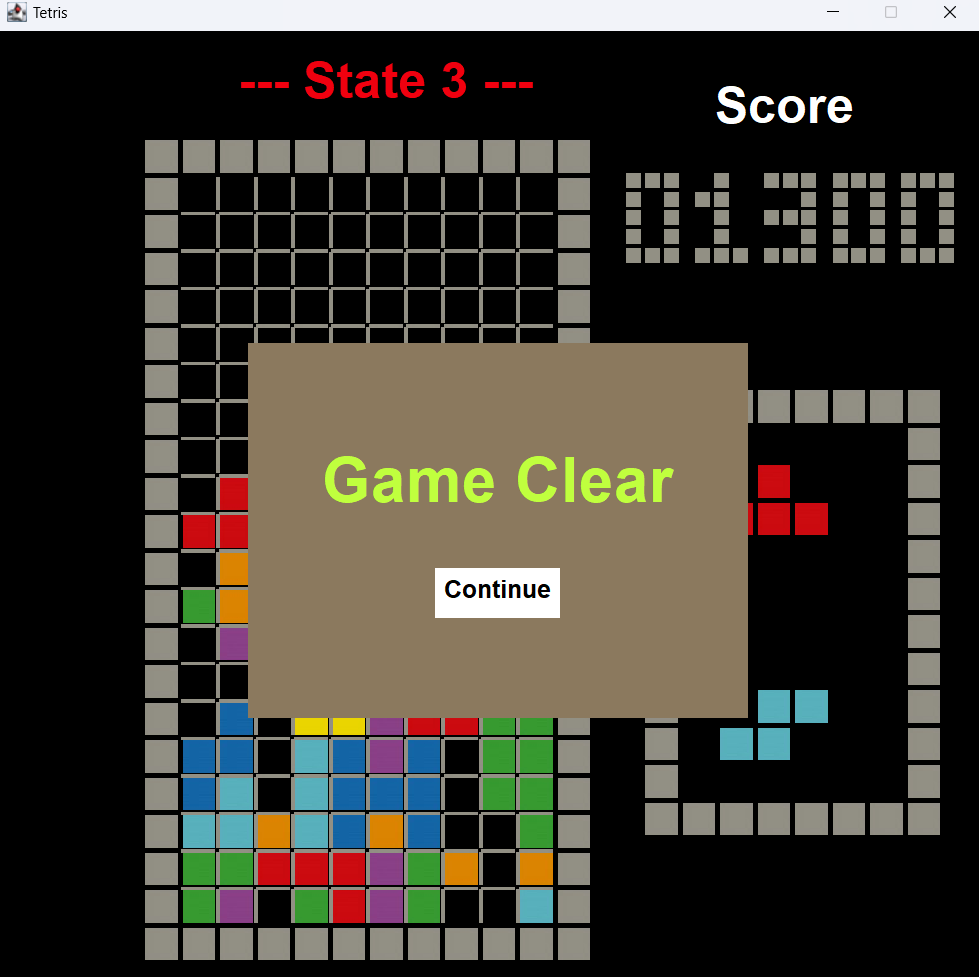 Tetris
--- State 3 ---
Score
01300
Game Clear
Continue